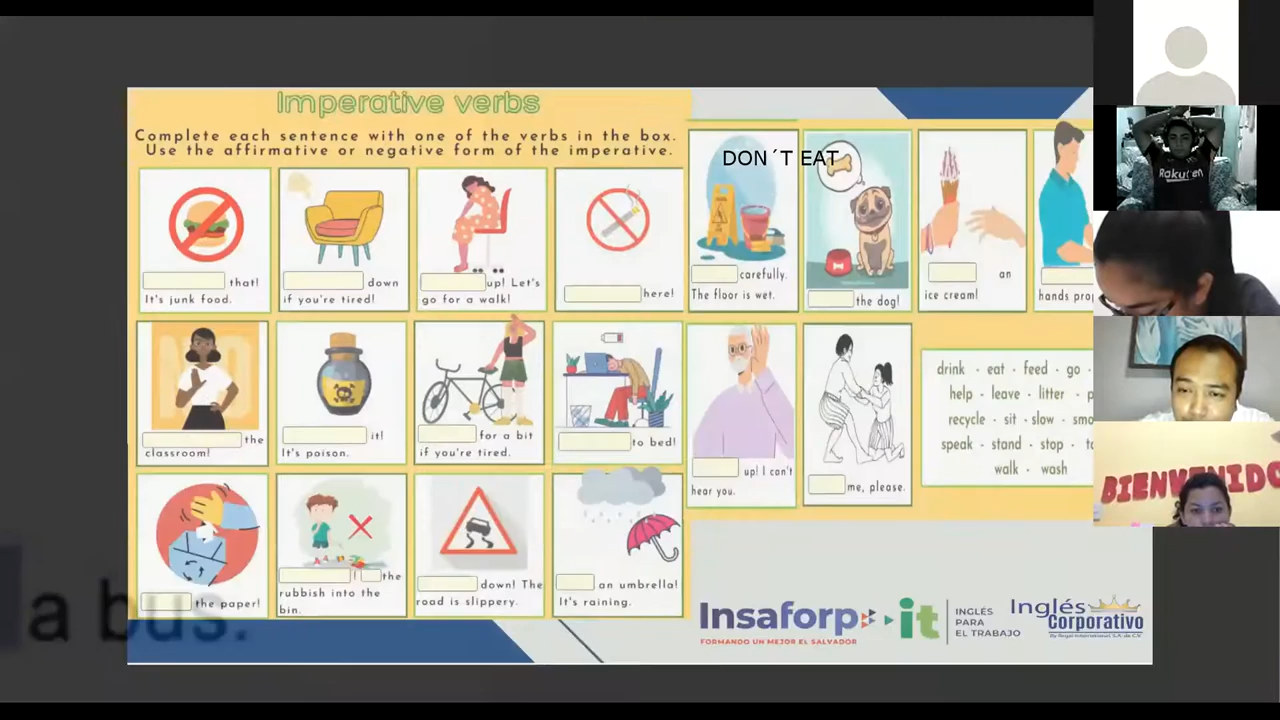 Imperative verbs
Complete each sentence with one of the verbs in the box.
Use the affirmative or negative form of the imperative.
DON´T EAT
that!
It's junk food.
down
if you're tired!
up! Let's
go for a walk!
here!
carefully.
The floor is wet.
the dog!
an
ice cream!
hands
NO
the
classroom!
it!
It's poison.
for a bit
if you're tired.
to bed!
up! I can't
hear you.
me, please.
drink · eat · feed · go ·
help · leave · litter ·
recycle · sit · slow ·
speak · stand · stop ·
walk · wash
the paper!
! the
rubbish into the
bin.
down! The
road is slippery.
an umbrella!
It's raining.
a bus.
Insaforp
FORMANDO UN MEJOR EL SALVADOR
it
INGLÉS
PARA
EL TRABAJO
Inglés
Corporativo
Rakuten
BIENVENIDO